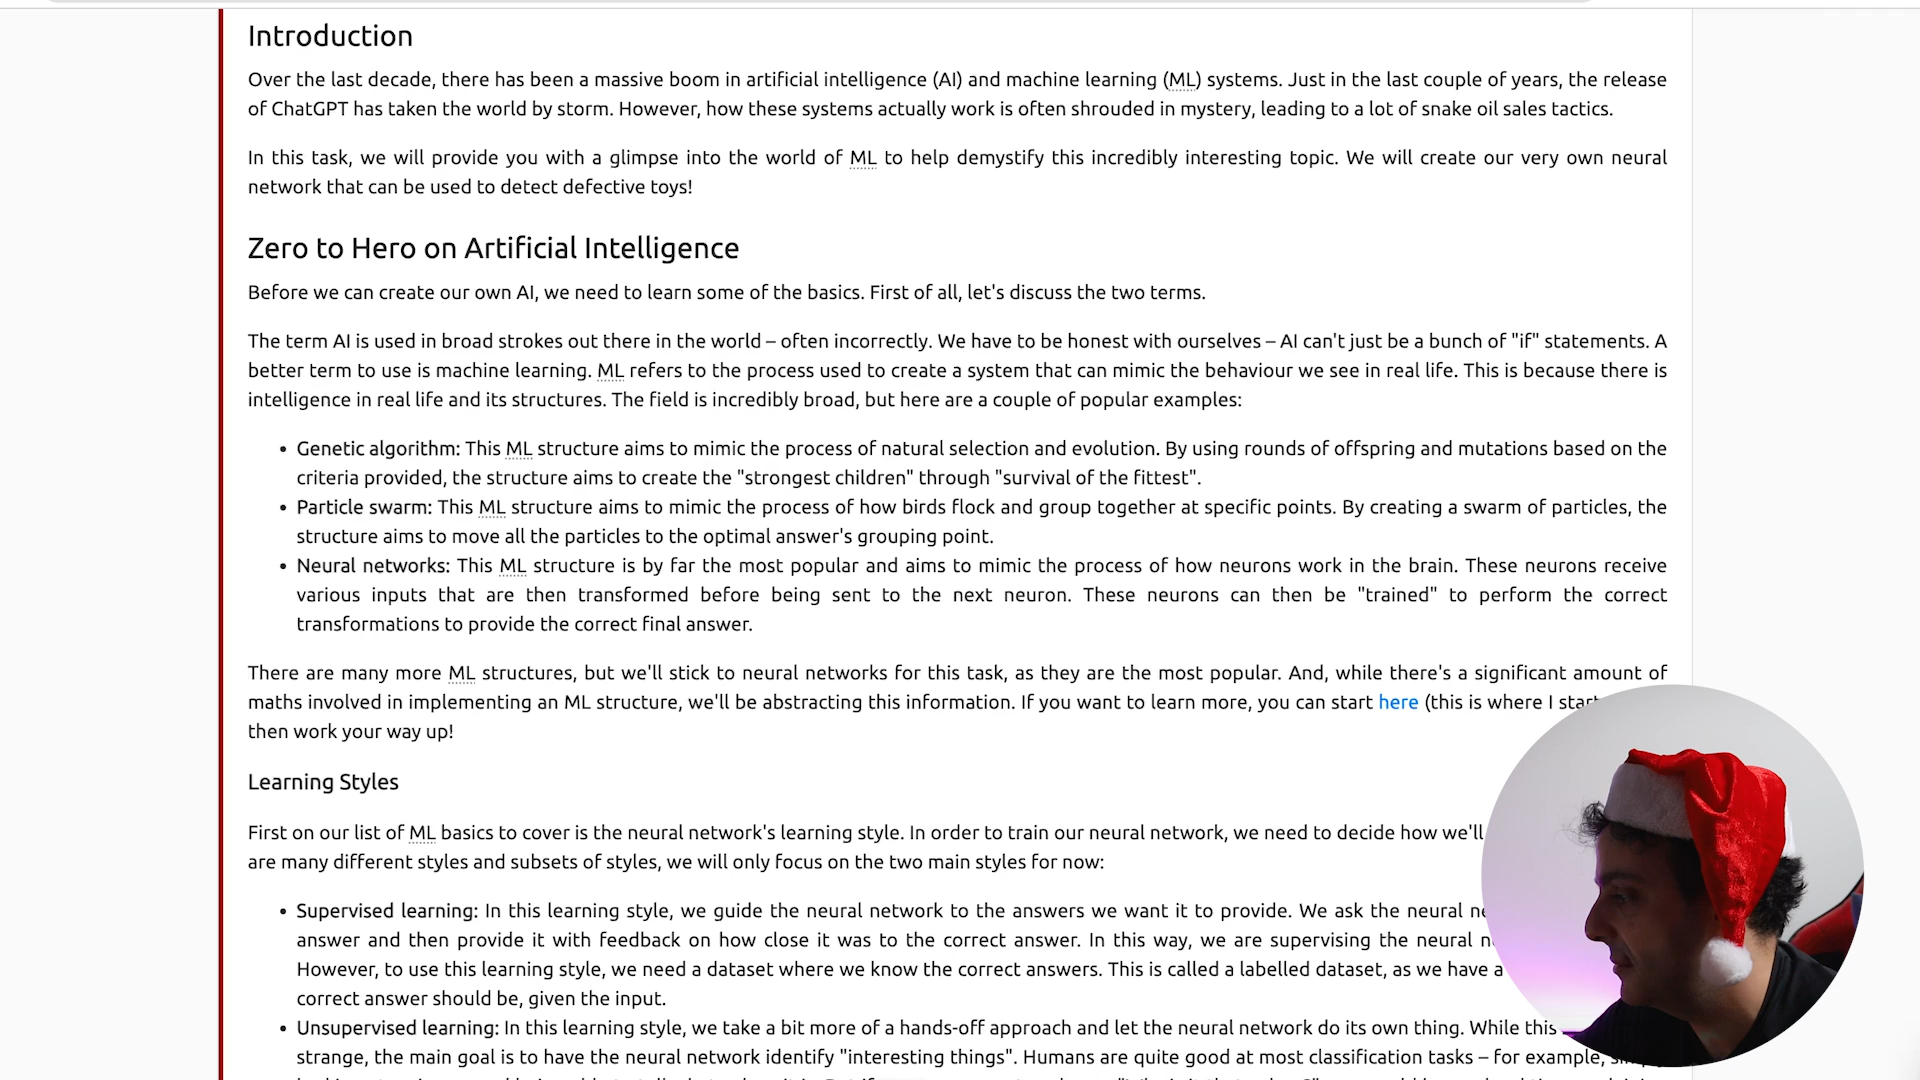 Introduction
Over the last decade, there has been a massive boom in artificial intelligence (AI) and machine learning (ML) systems. Just in the last couple of years, the release
of ChatGPT has taken the world by storm. However, how these systems actually work is often shrouded in mystery, leading to a lot of snake oil sales tactics.
In this task, we will provide you with a glimpse into the world of ML to help demystify this incredibly interesting topic. We will create our very own neural
network that can be used to detect defective toys!
Zero to Hero on Artificial Intelligence
Before we can create our own AI, we need to learn some of the basics. First of all, let's discuss the two terms.
The term AI is used in broad strokes out there in the world – often incorrectly. We have to be honest with ourselves – AI can't just be a bunch of "if" statements. A
better term to use is machine learning. ML refers to the process used to create a system that can mimic the behaviour we see in real life. This is because there is
intelligence in real life and its structures. The field is incredibly broad, but here are a couple of popular examples:
• Genetic algorithm: This ML structure aims to mimic the process of natural selection and evolution. By using rounds of offspring and mutations based on the
criteria provided, the structure aims to create the "strongest children" through "survival of the fittest".
• Particle swarm: This ML structure aims to mimic the process of how birds flock and group together at specific points. By creating a swarm of particles, the
structure aims to move all the particles to the optimal answer's grouping point.
• Neural networks: This ML structure is by far the most popular and aims to mimic the process of how neurons work in the brain. These neurons receive
various inputs that are then transformed before being sent to the next neuron. These neurons can then be "trained" to perform the correct
transformations to provide the correct final answer.
There are many more ML structures, but we'll stick to neural networks for this task, as they are the most popular. And, while there's a significant amount of
maths involved in implementing an ML structure, we'll be abstracting this information. If you want to learn more, you can start here (this is where I
then work your way up!
Learning Styles
First on our list of ML basics to cover is the neural network's learning style. In order to train our neural network, we need to decide how we'll
are many different styles and subsets of styles, we will only focus on the two main styles for now:
• Supervised learning: In this learning style, we guide the neural network to the answers we want it to provide. We ask the neural
answer and then provide it with feedback on how close it was to the correct answer. In this way, we are supervising the neural
However, to use this learning style, we need a dataset where we know the correct answers. This is called a labelled dataset, as we have a
correct answer should be, given the input.
• Unsupervised learning: In this learning style, we take a bit more of a hands-off approach and let the neural network do its own thing. While this
strange, the main goal is to have the neural network identify "interesting things". Humans are quite good at most classification tasks – for example,